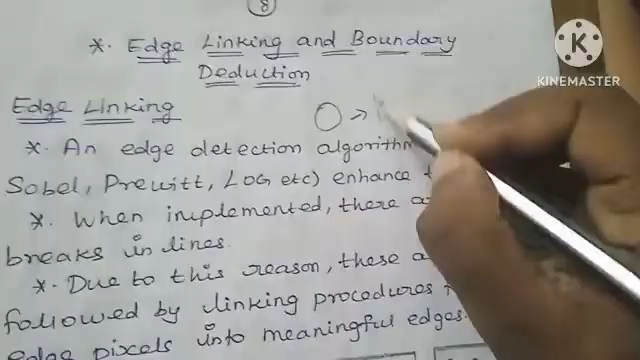 8
*. Edge Linking and Boundary
Deduction
KINEMASTER
Edge Linking
*. An edge detection algorithm
Sobel, Prewitt, LOG etc) enhance
*. When implemented, there
breaks in lines.
*. Due to this reason, these
followed by linking procedures
edge pixels into meaningful edges.